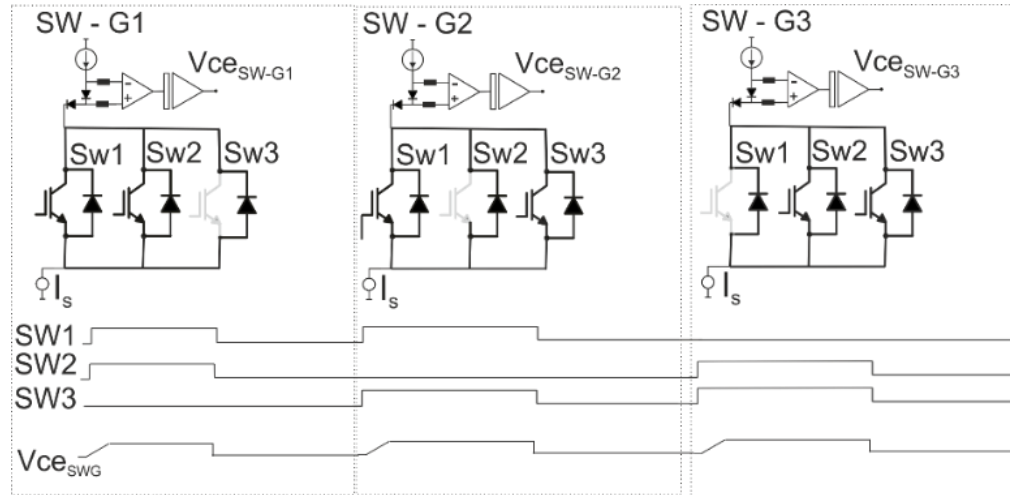 SW - G1
SW - G2
SW - G3
Vce_SW-G1
Vce_SW-G2
Vce_SW-G3
- +
- +
- +
Sw1 Sw2 Sw3
Sw1 Sw2 Sw3
Sw1 Sw2 Sw3
I_s
I_s
I_s
SW1
SW2
SW3
Vce_SWG